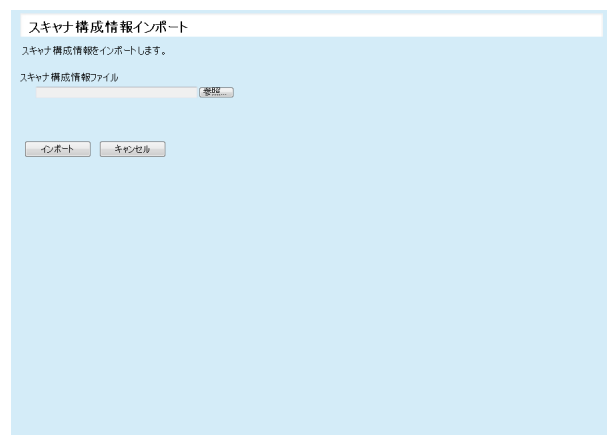 スキャナ構成情報インポート
スキャナ構成情報をインポートします。
スキャナ構成情報ファイル
参照...
インポート キャンセル